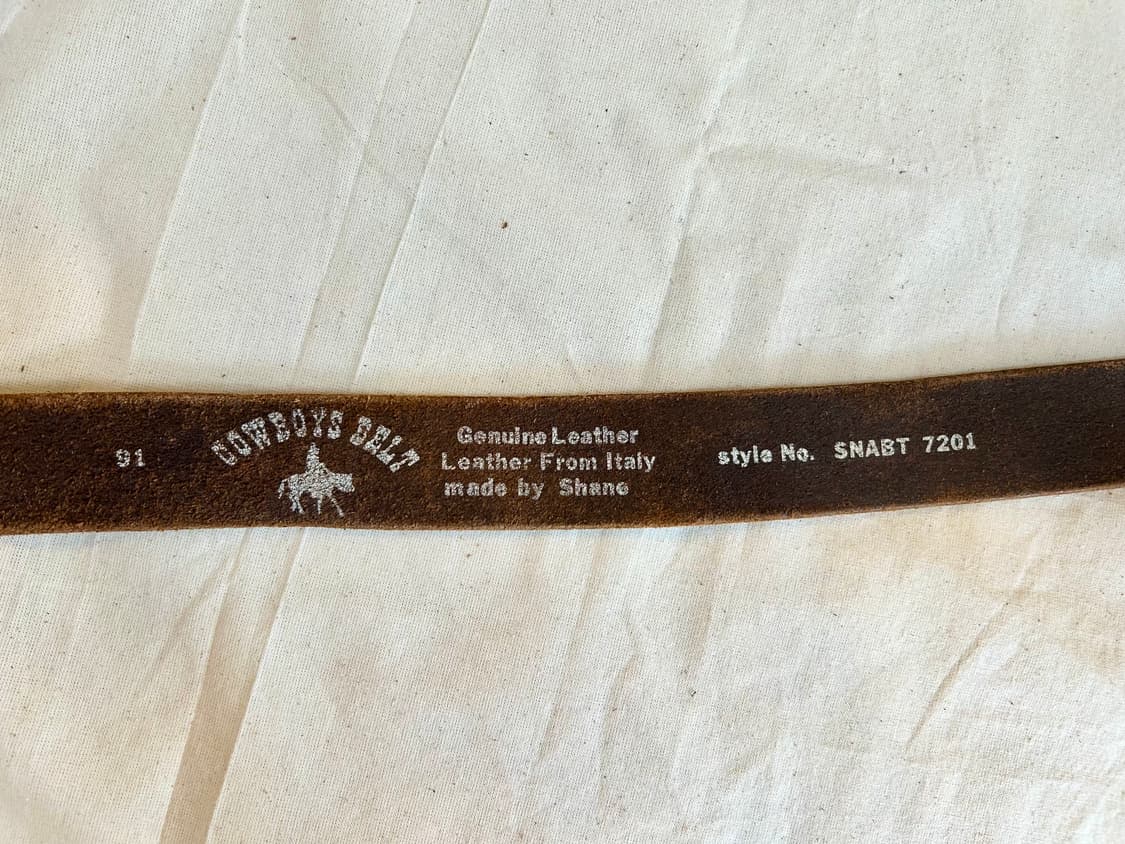 91
COWBOYS BELT
Genuine Leather
Leather From Italy
made by Shane
style No. SNABT 7201